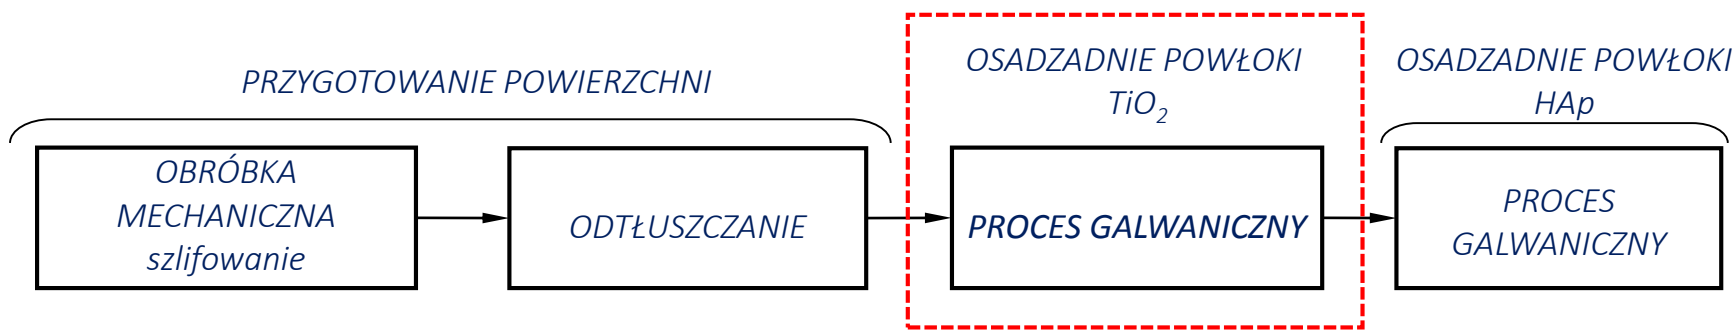 PRZYGOTOWANIE POWIERZCHNI
OBRÓBKA
MECHANICZNA
szlifowanie
ODTŁUSZCZANIE
OSADZADNIE POWŁOKI
TiO₂
PROCES GALWANICZNY
OSADZADNIE POWŁOKI
HAp
PROCES
GALWANICZNY